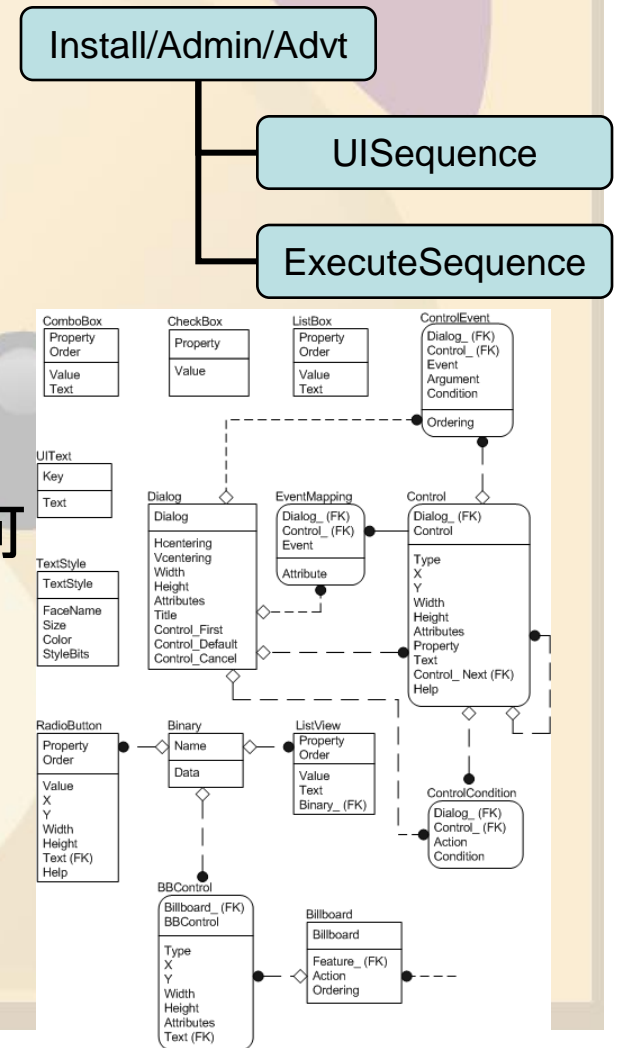 Install/Admin/Advt
UISequence
ExecuteSequence
ComboBox
Property
Order
Value
Text
CheckBox
Property
Value
ListBox
Property
Order
Value
Text
ControlEvent
Dialog_ (FK)
Control_ (FK)
Event
Argument
Condition
Ordering
UIText
Key
Text
TextStyle
TextStyle
FaceName
Size
Color
StyleBits
Dialog
Dialog
Hcentering
Vcentering
Width
Height
Attributes
Title
Control_First
Control_Default
Control_Cancel
EventMapping
Dialog_ (FK)
Control_ (FK)
Event
Attribute
Control
Dialog_ (FK)
Control
Type
X
Y
Width
Height
Attributes
Property
Text
Control_ Next (FK)
Help
RadioButton
Property
Order
Value
X
Y
Width
Height
Text (FK)
Help
Binary
Name
Data
ListView
Property
Order
Value
Text
Binary_ (FK)
ControlCondition
Dialog_ (FK)
Control_ (FK)
Action
Condition
BBControl
Billboard_ (FK)
BBControl
Type
X
Y
Width
Height
Attributes
Text (FK)
Billboard
Billboard
Feature_ (FK)
Action
Ordering